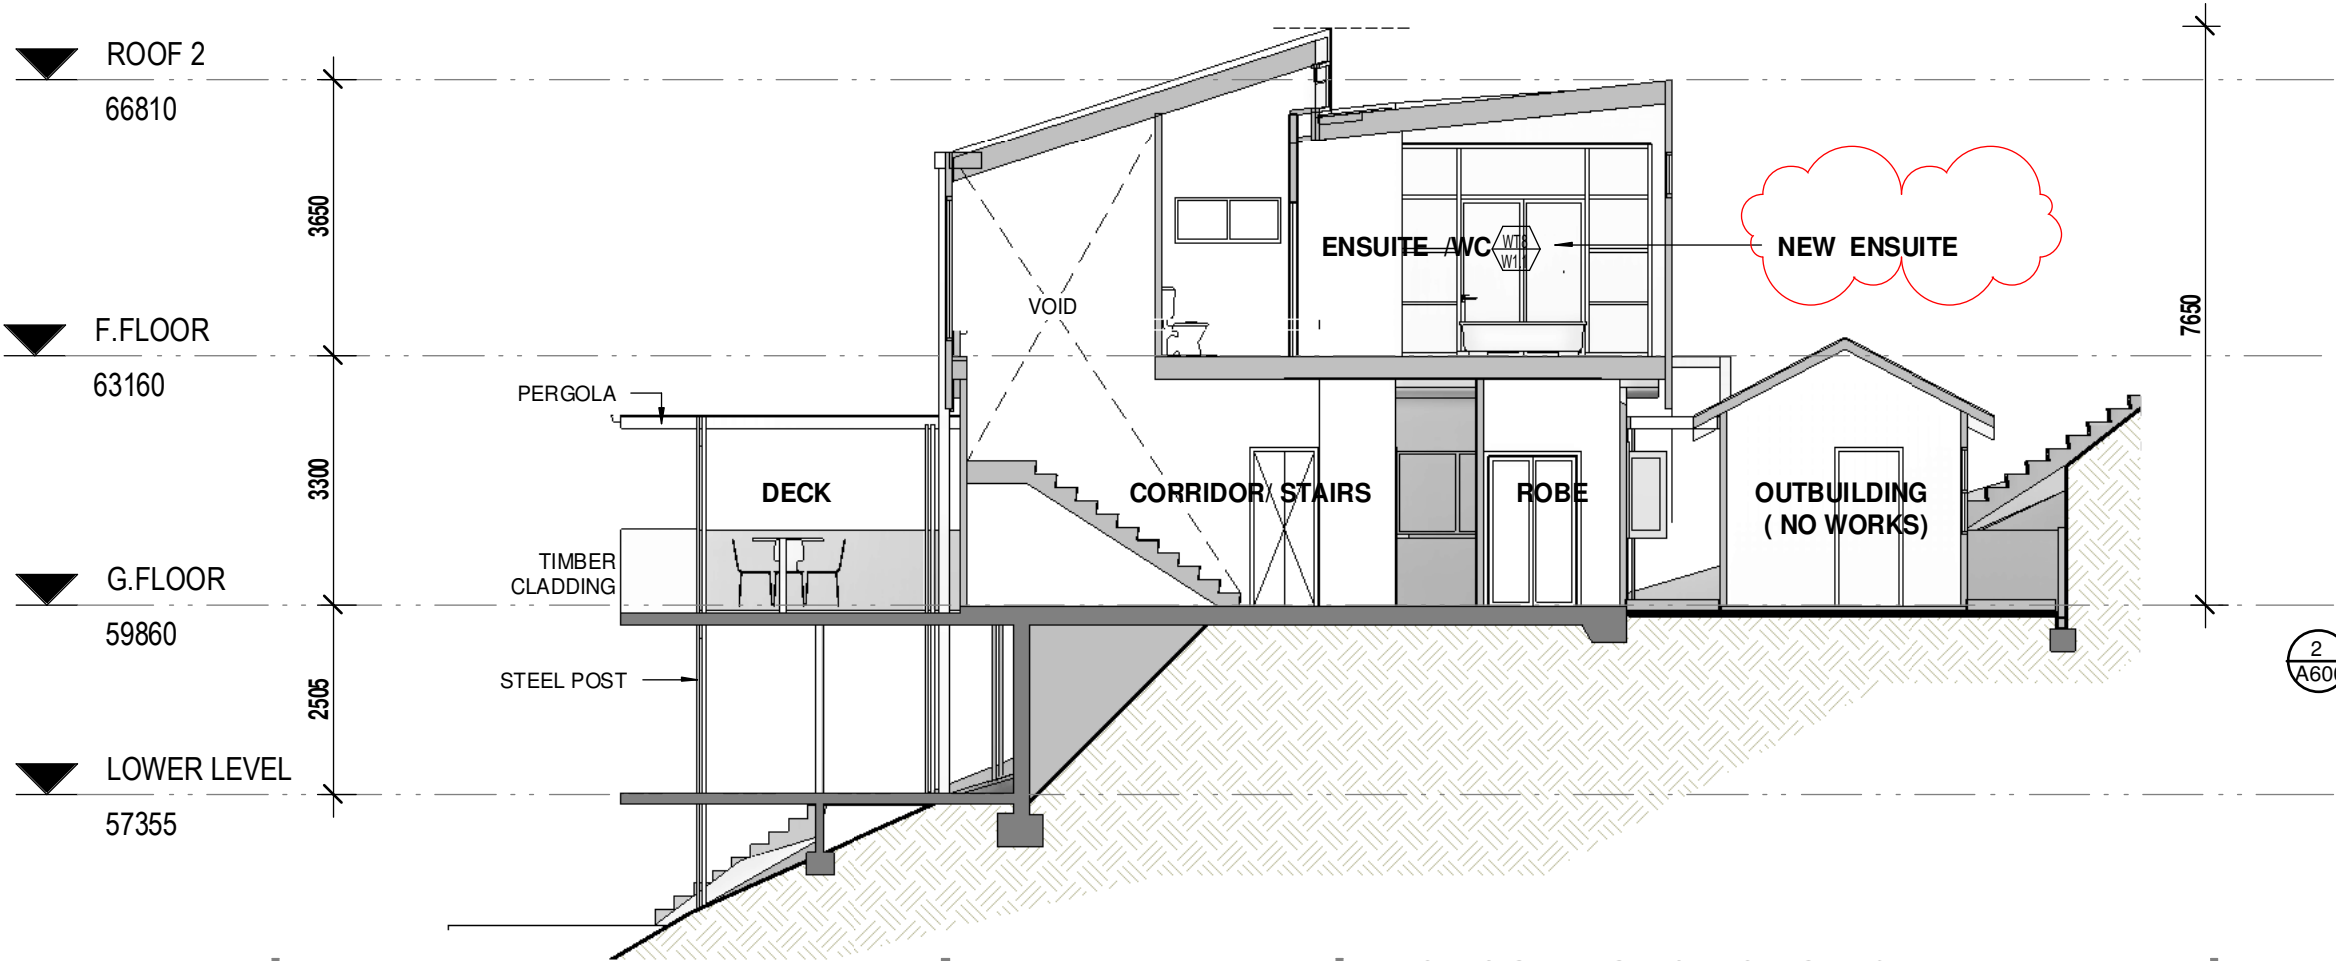 ROOF 2
66810
3650
F.FLOOR
63160
3300
G.FLOOR
59860
2505
LOWER LEVEL
57355
PERGOLA
DECK
TIMBER
CLADDING
STEEL POST
VOID
ENSUITE /WC
NEW ENSUITE
CORRIDOR/ STAIRS
ROBE
OUTBUILDING
( NO WORKS)
7650
2